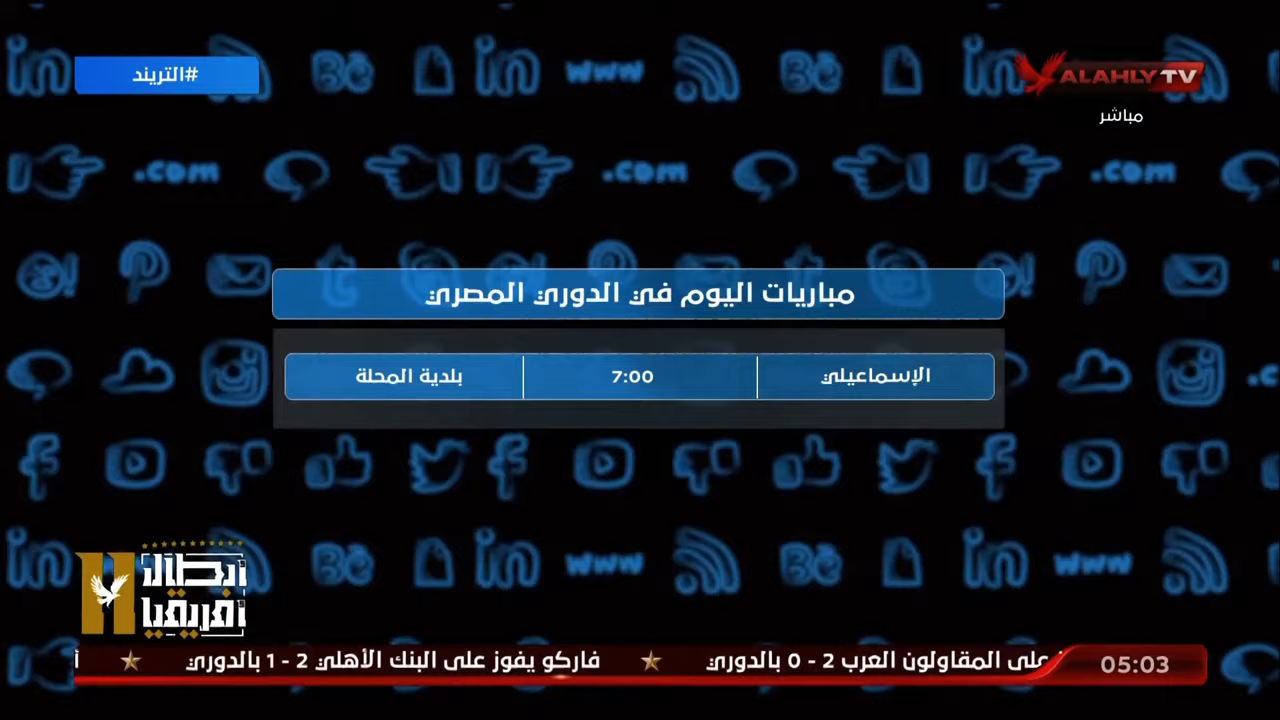 #التريند
ALAHLY TV
مباشر
مباريات اليوم في الدوري المصري
الإسماعيلي
7:00
بلدية المحلة
11
أبطال
أفريقيا
على المقاولون العرب 2 - 0 بالدوري
فاركو يفوز على البنك الأهلي 2 - 1 بالدوري
05:03